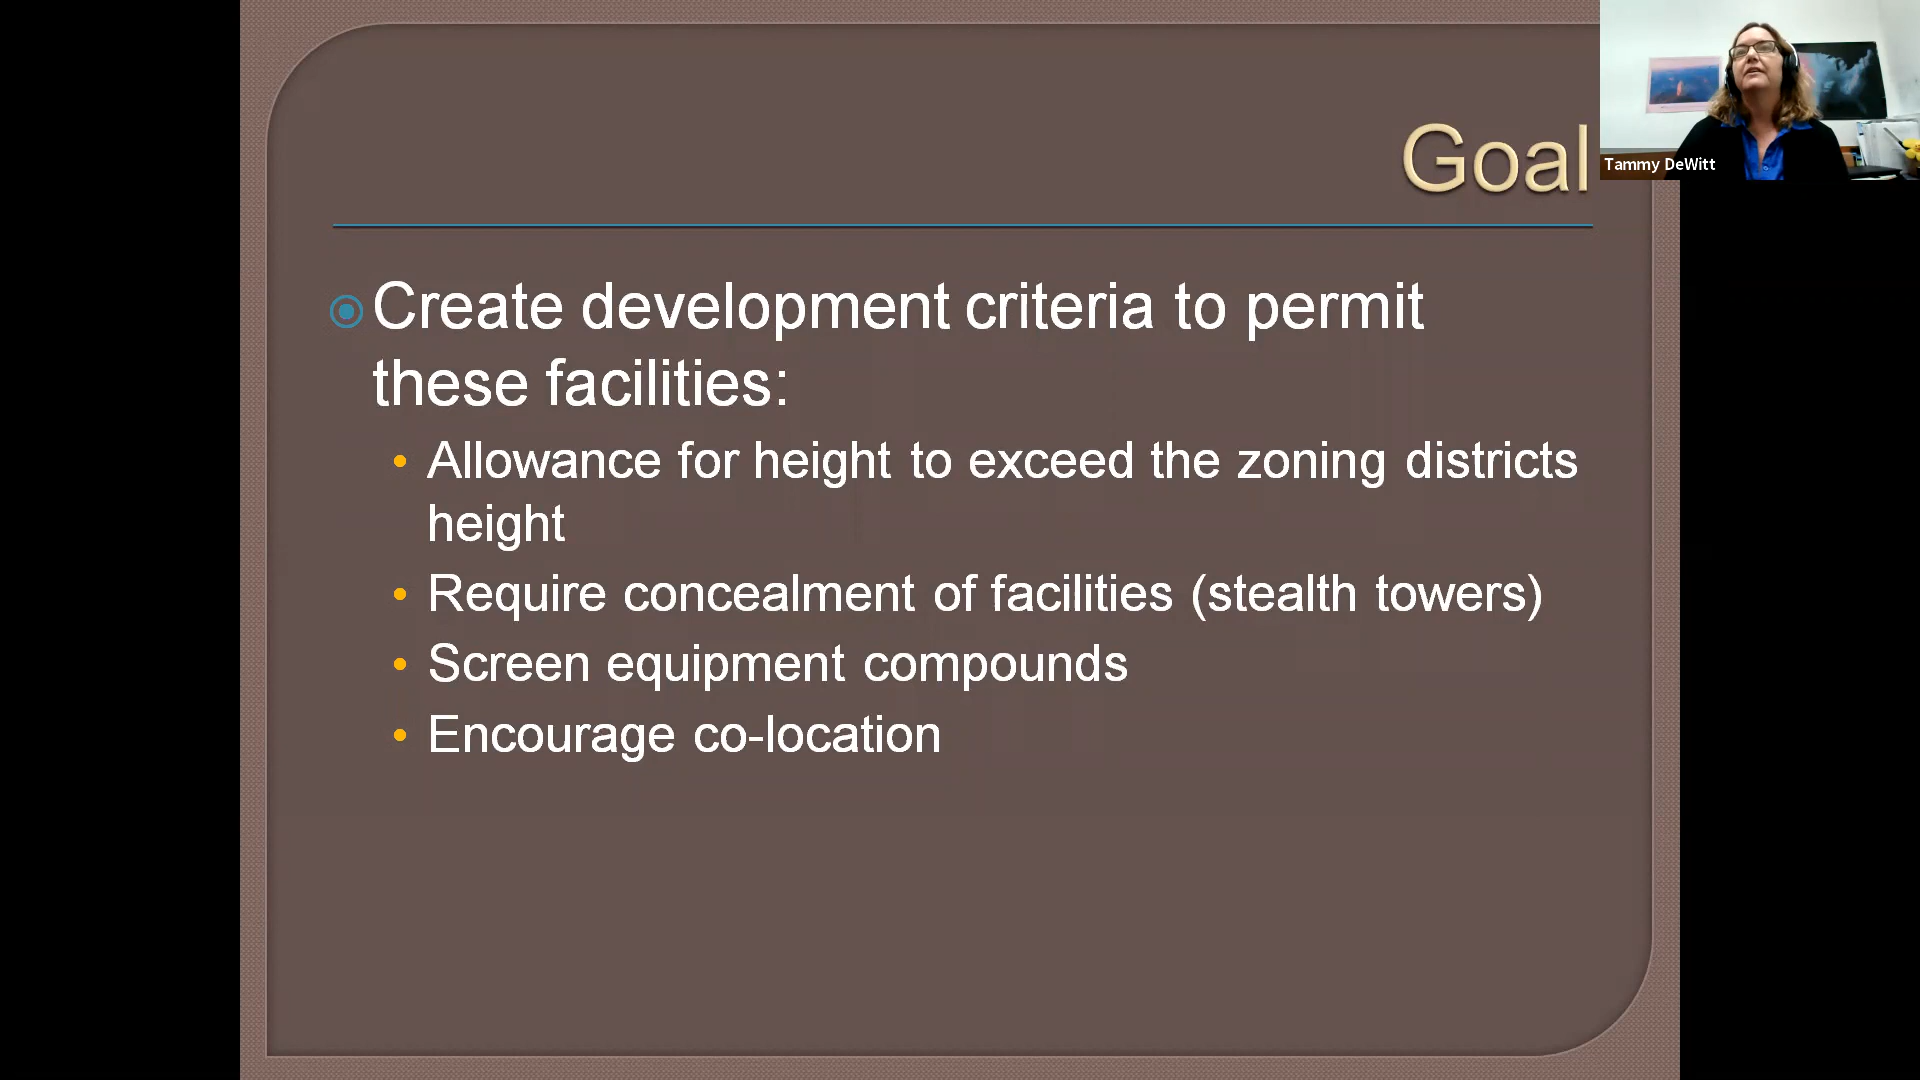 Goal
Tammy DeWitt
Create development criteria to permit
these facilities:
Allowance for height to exceed the zoning districts
height
Require concealment of facilities (stealth towers)
Screen equipment compounds
Encourage co-location